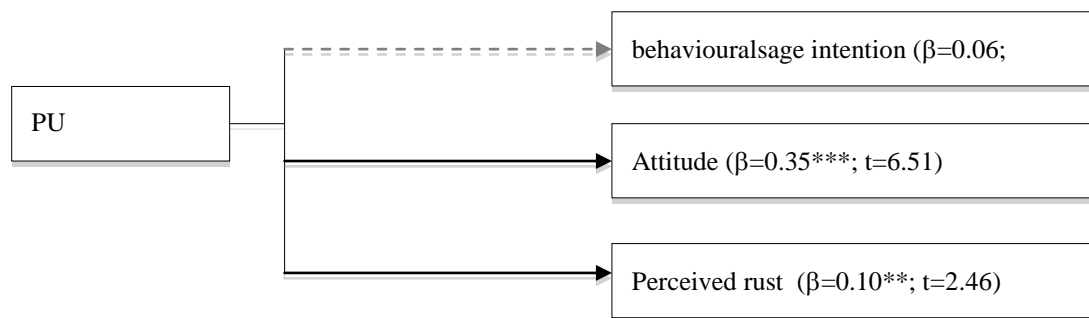 behaviouralsage intention (β=0.06;
PU
Attitude (β=0.35***; t=6.51)
Perceived rust (β=0.10**; t=2.46)